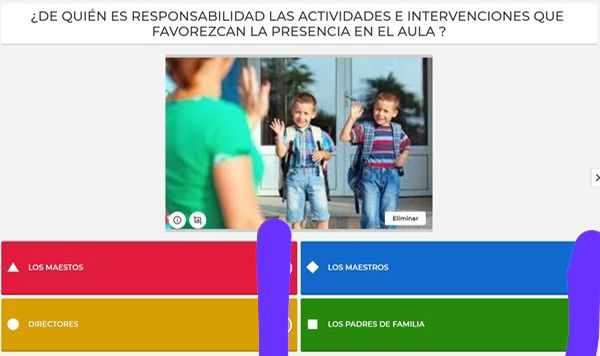 ¿DE QUIÉN ES RESPONSABILIDAD LAS ACTIVIDADES E INTERVENCIONES QUE
FAVOREZCAN LA PRESENCIA EN EL AULA ?
Eliminar
LOS MAESTOS
LOS MAESTROS
DIRECTORES
LOS PADRES DE FAMILIA